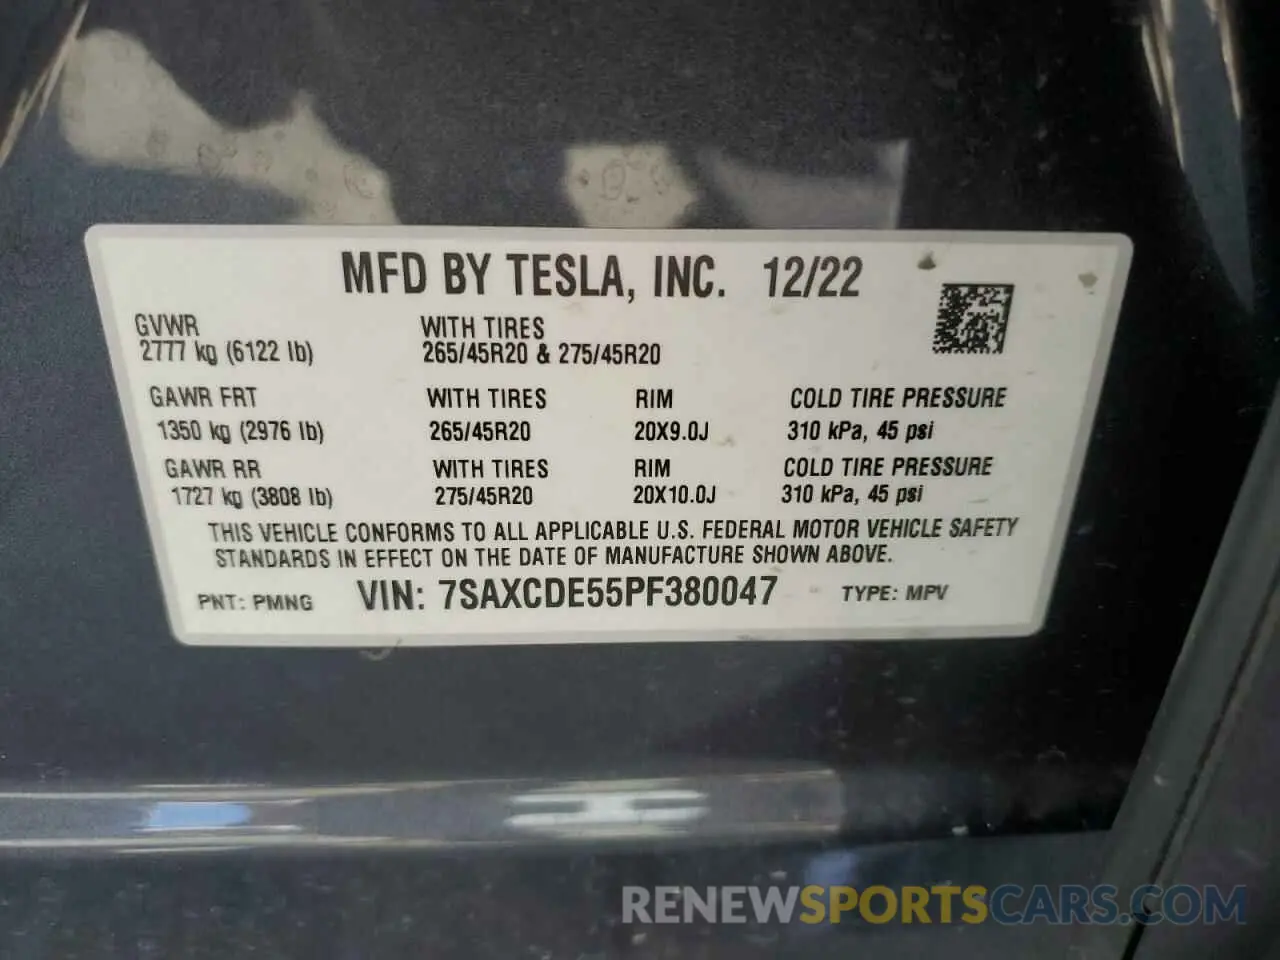 MFD BY TESLA, INC. 12/22
GVWR WITH TIRES
2777 kg (6122 lb) 265/45R20 & 275/45R20
GAWR FRT WITH TIRES RIM COLD TIRE PRESSURE
1350 kg (2976 lb) 265/45R20 20X9.0J 310 kPa, 45 psi
GAWR RR WITH TIRES RIM COLD TIRE PRESSURE
1727 kg (3808 lb) 275/45R20 20X10.0J 310 kPa, 45 psi
THIS VEHICLE CONFORMS TO ALL APPLICABLE U.S. FEDERAL MOTOR VEHICLE SAFETY
STANDARDS IN EFFECT ON THE DATE OF MANUFACTURE SHOWN ABOVE.
PNT: PMNG VIN: 7SAXCDE55PF380047 TYPE: MPV
RENEWSPORTSCARS.COM